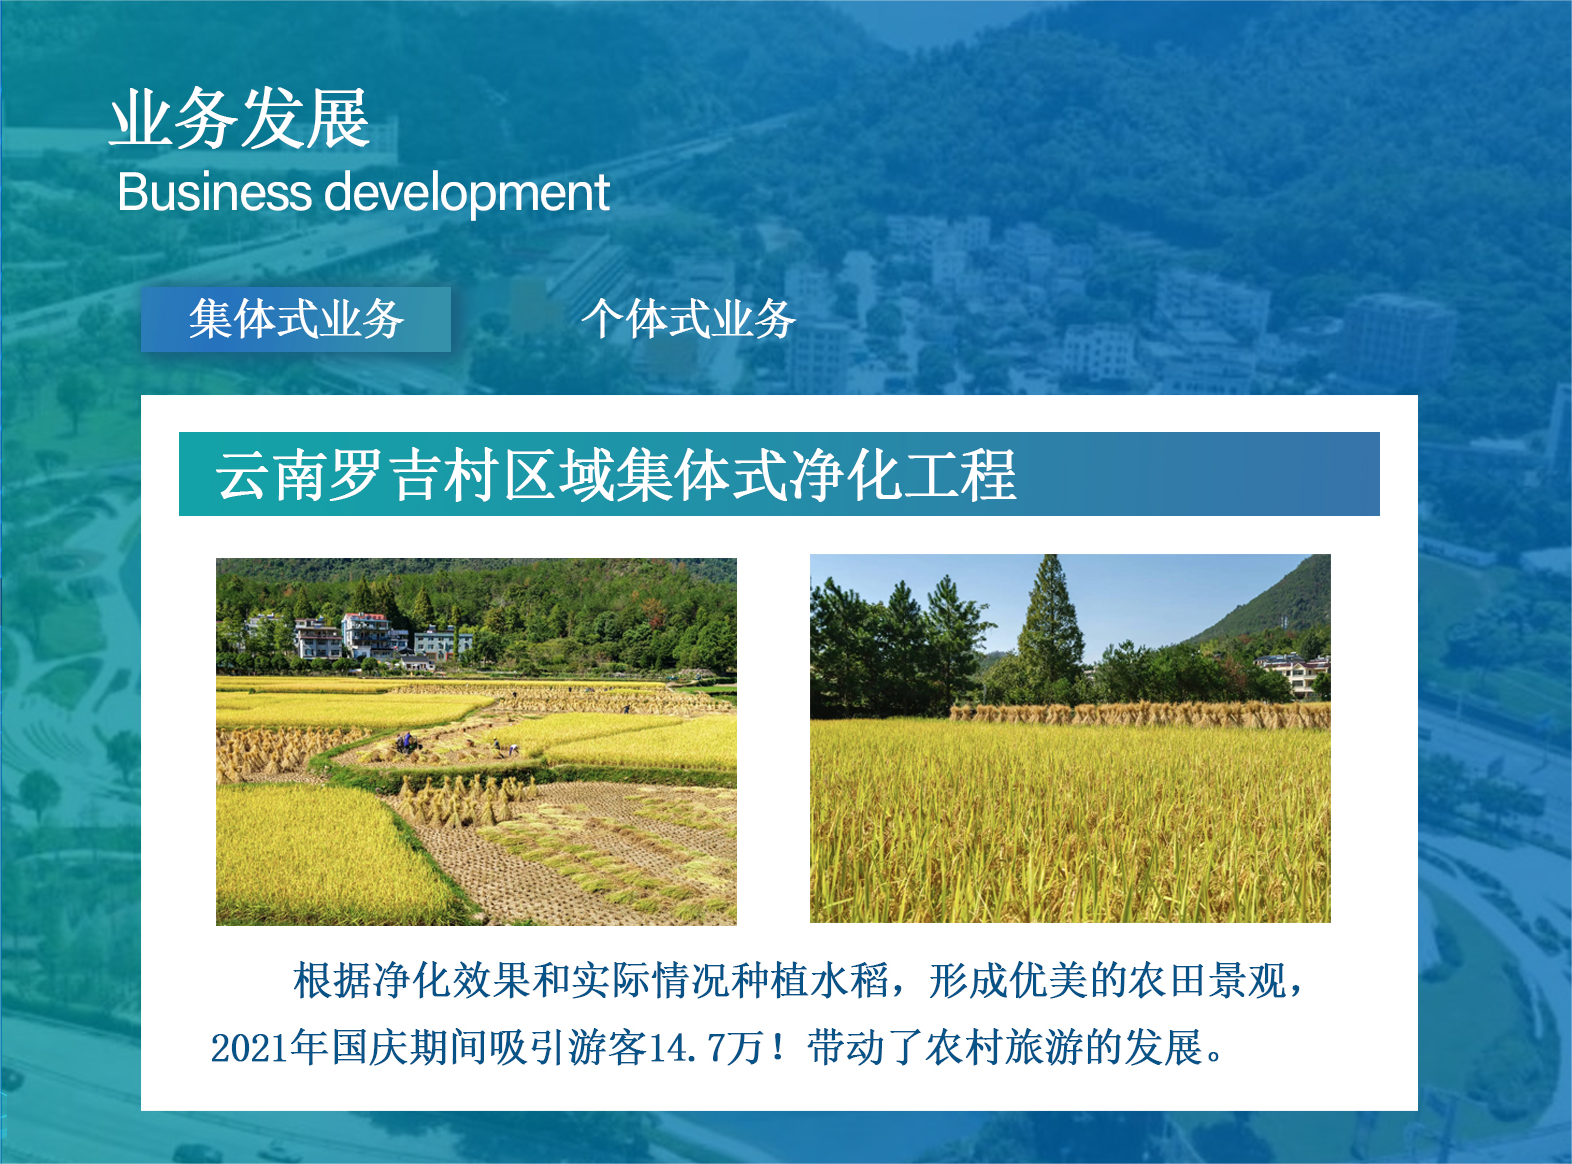 业务发展
Business development
集体式业务
个体式业务
云南罗吉村区域集体式净化工程
根据净化效果和实际情况种植水稻，形成优美的农田景观，
2021年国庆期间吸引游客14.7万！带动了农村旅游的发展。